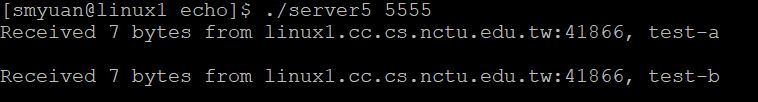 [smyuan@linux1 echo]$ ./server5 5555
Received 7 bytes from linux1.cc.cs.nctu.edu.tw:41866, test-a
Received 7 bytes from linux1.cc.cs.nctu.edu.tw:41866, test-b